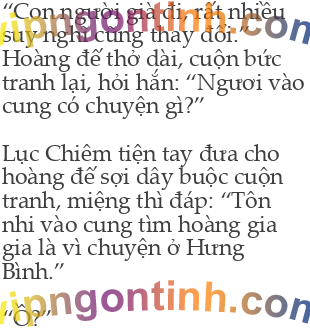 “Con người già đi, rất nhiều
suy nghĩ cũng thay đổi.”
Hoàng đế thở dài, cuộn bức
tranh lại, hỏi hắn: “Ngươi vào
cung có chuyện gì?”
Lục Chiêm tiện tay đưa cho
hoàng đế sợi dây buộc cuộn
tranh, miệng thì đáp: “Tôn
nhi vào cung tìm hoàng gia
gia là vì chuyện ở Hưng
Bình.”
“Ồ?”
vipngontinh.com
vipngontinh.com